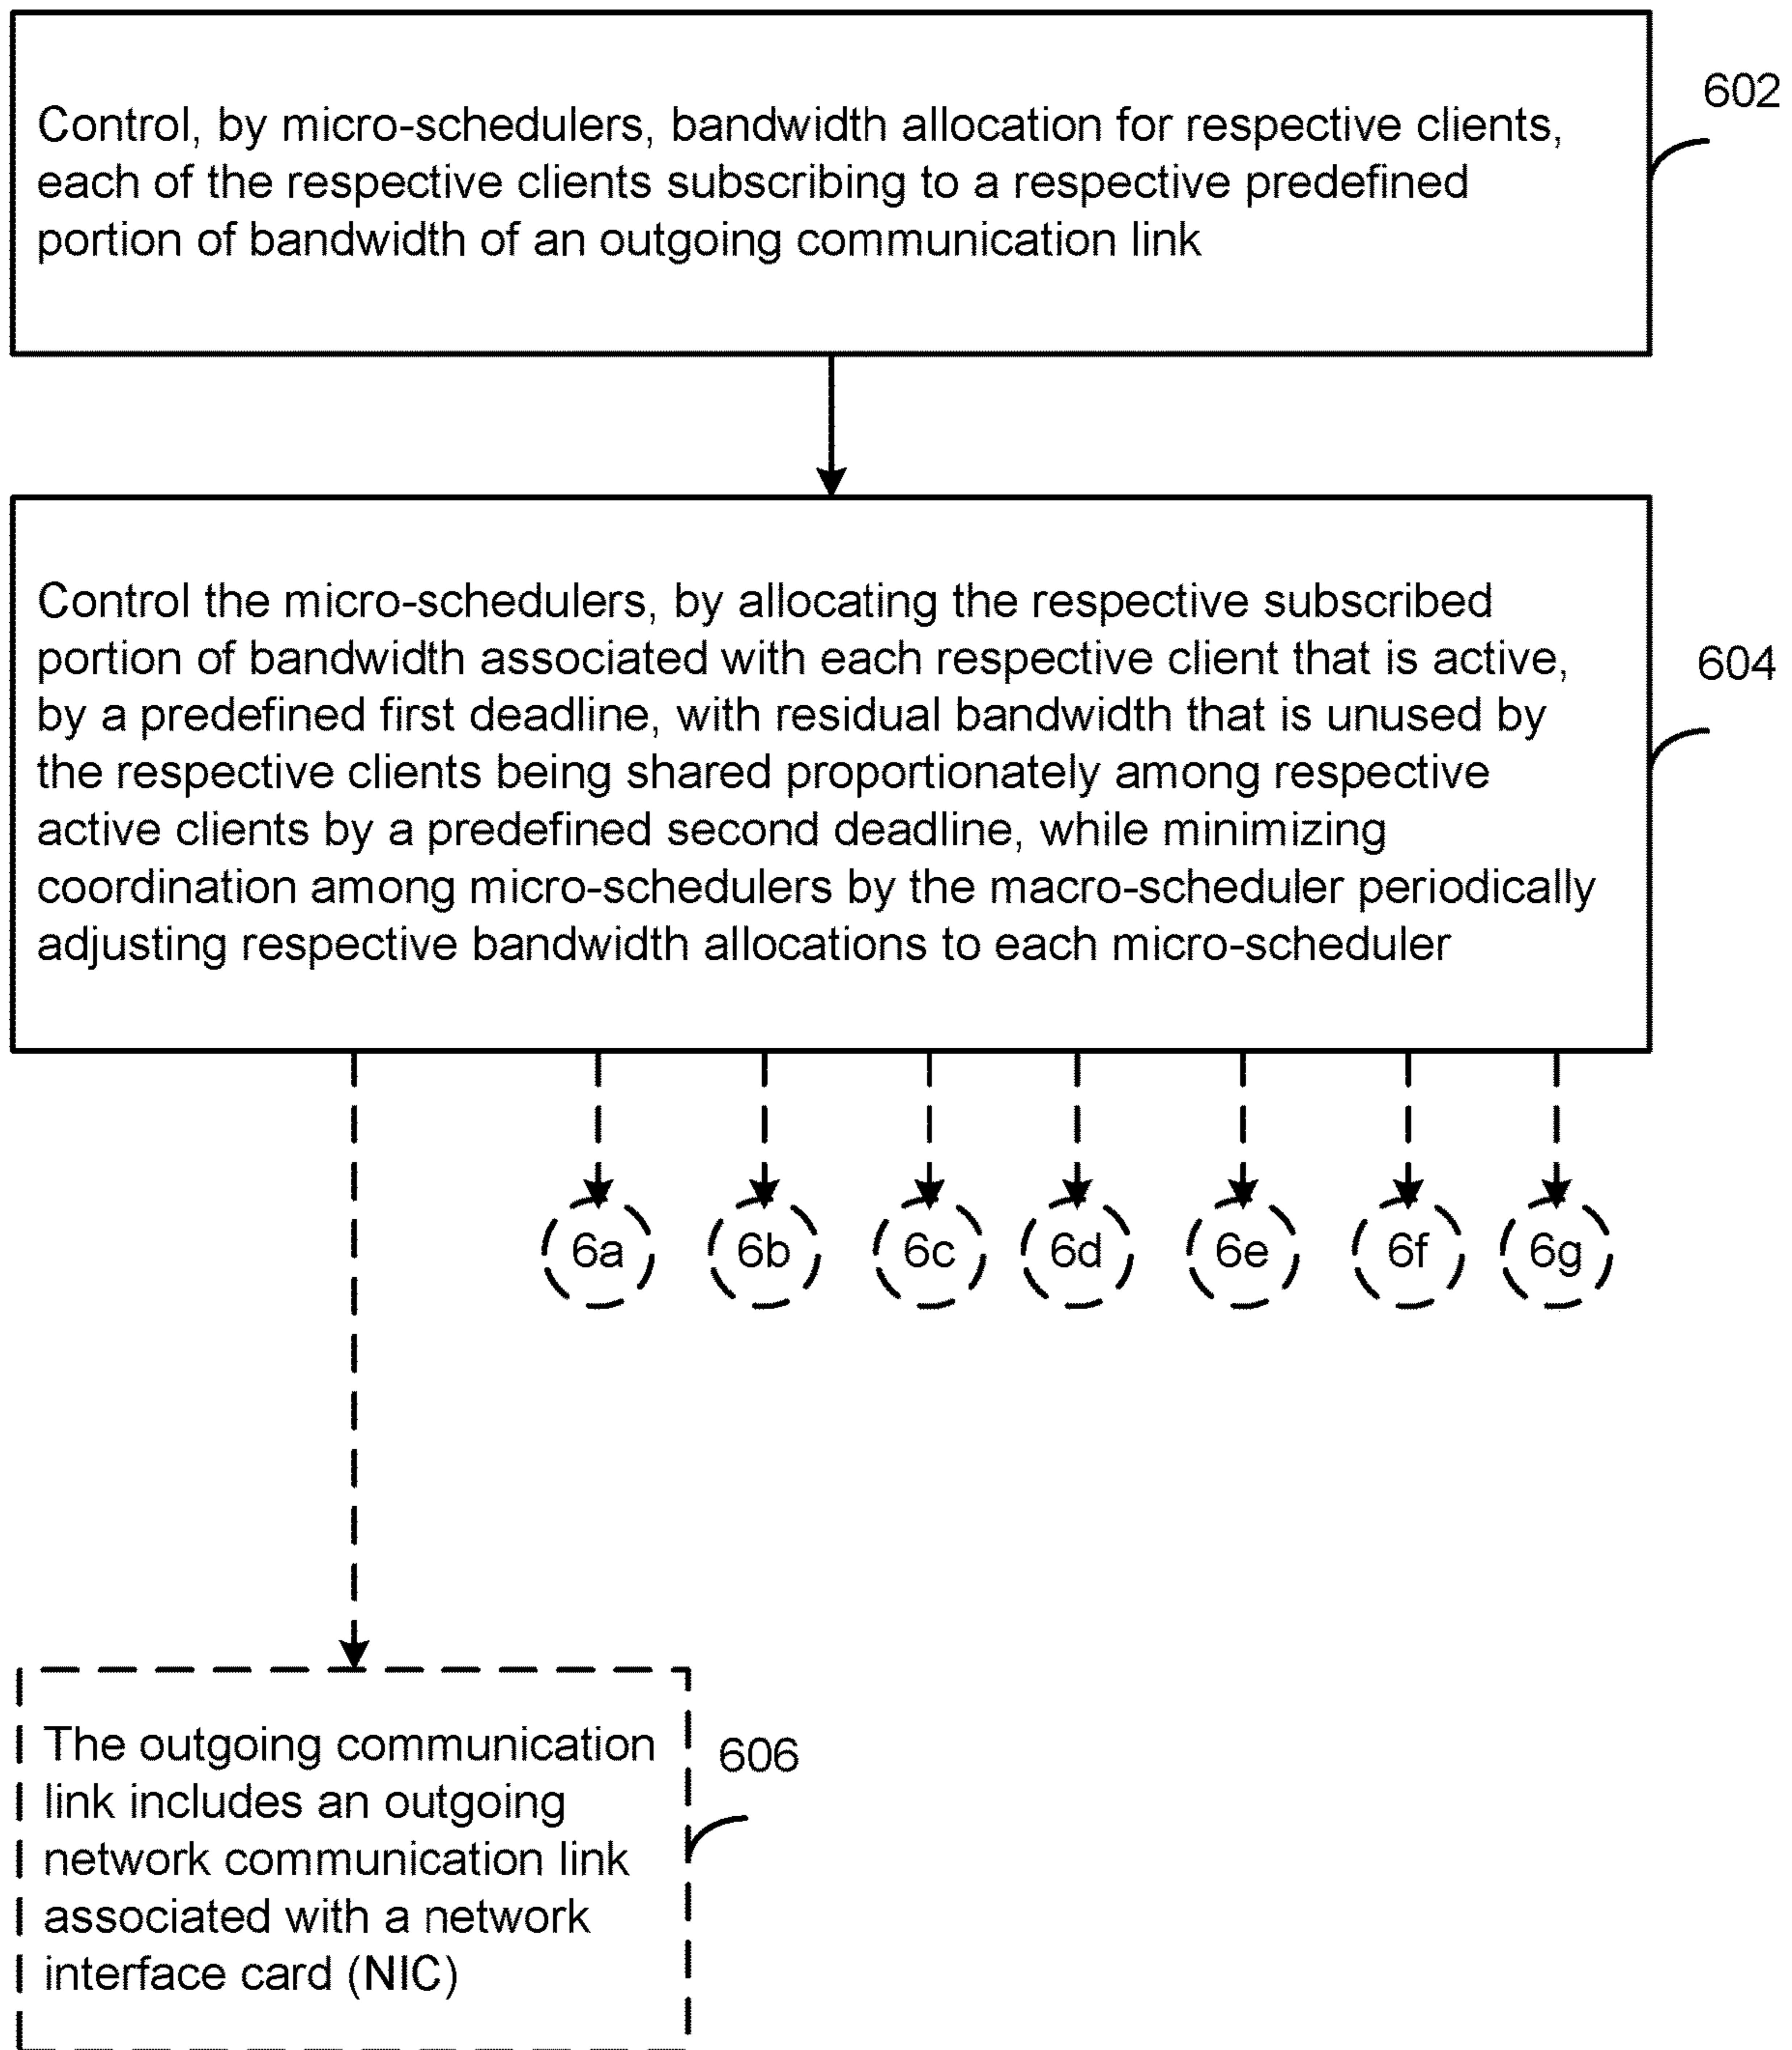 Control, by micro-schedulers, bandwidth allocation for respective clients,
each of the respective clients subscribing to a respective predefined
portion of bandwidth of an outgoing communication link
602
Control the micro-schedulers, by allocating the respective subscribed
portion of bandwidth associated with each respective client that is active,
by a predefined first deadline, with residual bandwidth that is unused by
the respective clients being shared proportionately among respective
active clients by a predefined second deadline, while minimizing
coordination among micro-schedulers by the macro-scheduler periodically
adjusting respective bandwidth allocations to each micro-scheduler
604
6a
6b
6c
6d
6e
6f
6g
The outgoing communication
link includes an outgoing
network communication link
associated with a network
interface card (NIC)
606